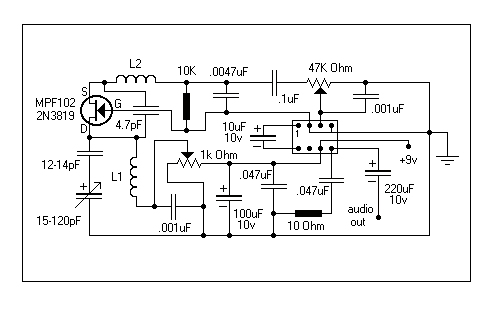 L2
10K
.0047uF
47K Ohm
S
MPF102
2N3819
G
D
.1uF
.001uF
4.7pF
10uF
10v
1
+
12-14pF
1k Ohm
+9v
L1
.047uF
+
.047uF
+
+
220uF
10v
15-120pF
.001uF
100uF
10v
10 Ohm
audio
out